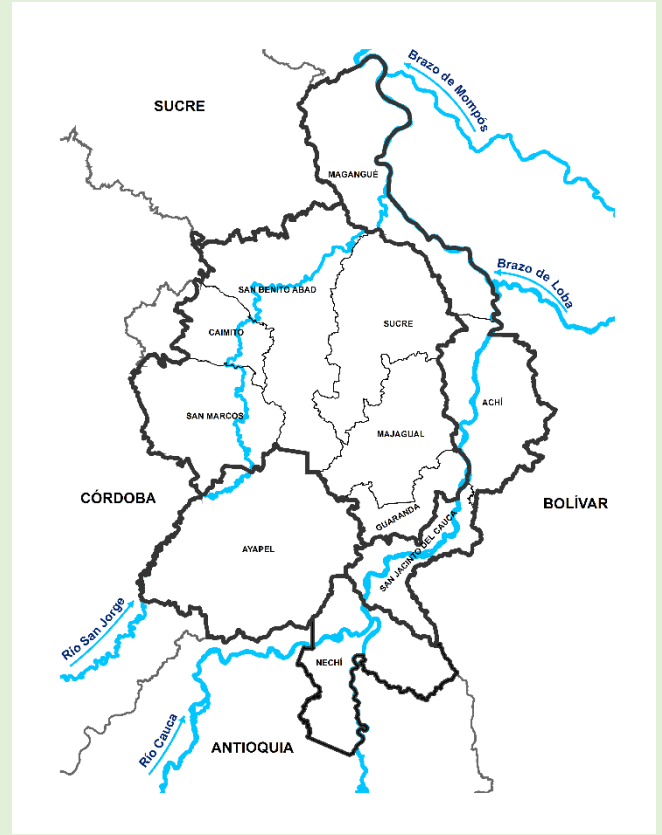 Brazo de Mompós
SUCRE
MAGANGUÉ
Brazo de Loba
SAN BENITO ABAD
SUCRE
CAIMITO
ACHÍ
SAN MARCOS
MAJAGUAL
CÓRDOBA
BOLÍVAR
GUARANDA
SAN JACINTO DEL CAUCA
AYAPEL
Río San Jorge
NECHÍ
Río Cauca
ANTIOQUIA